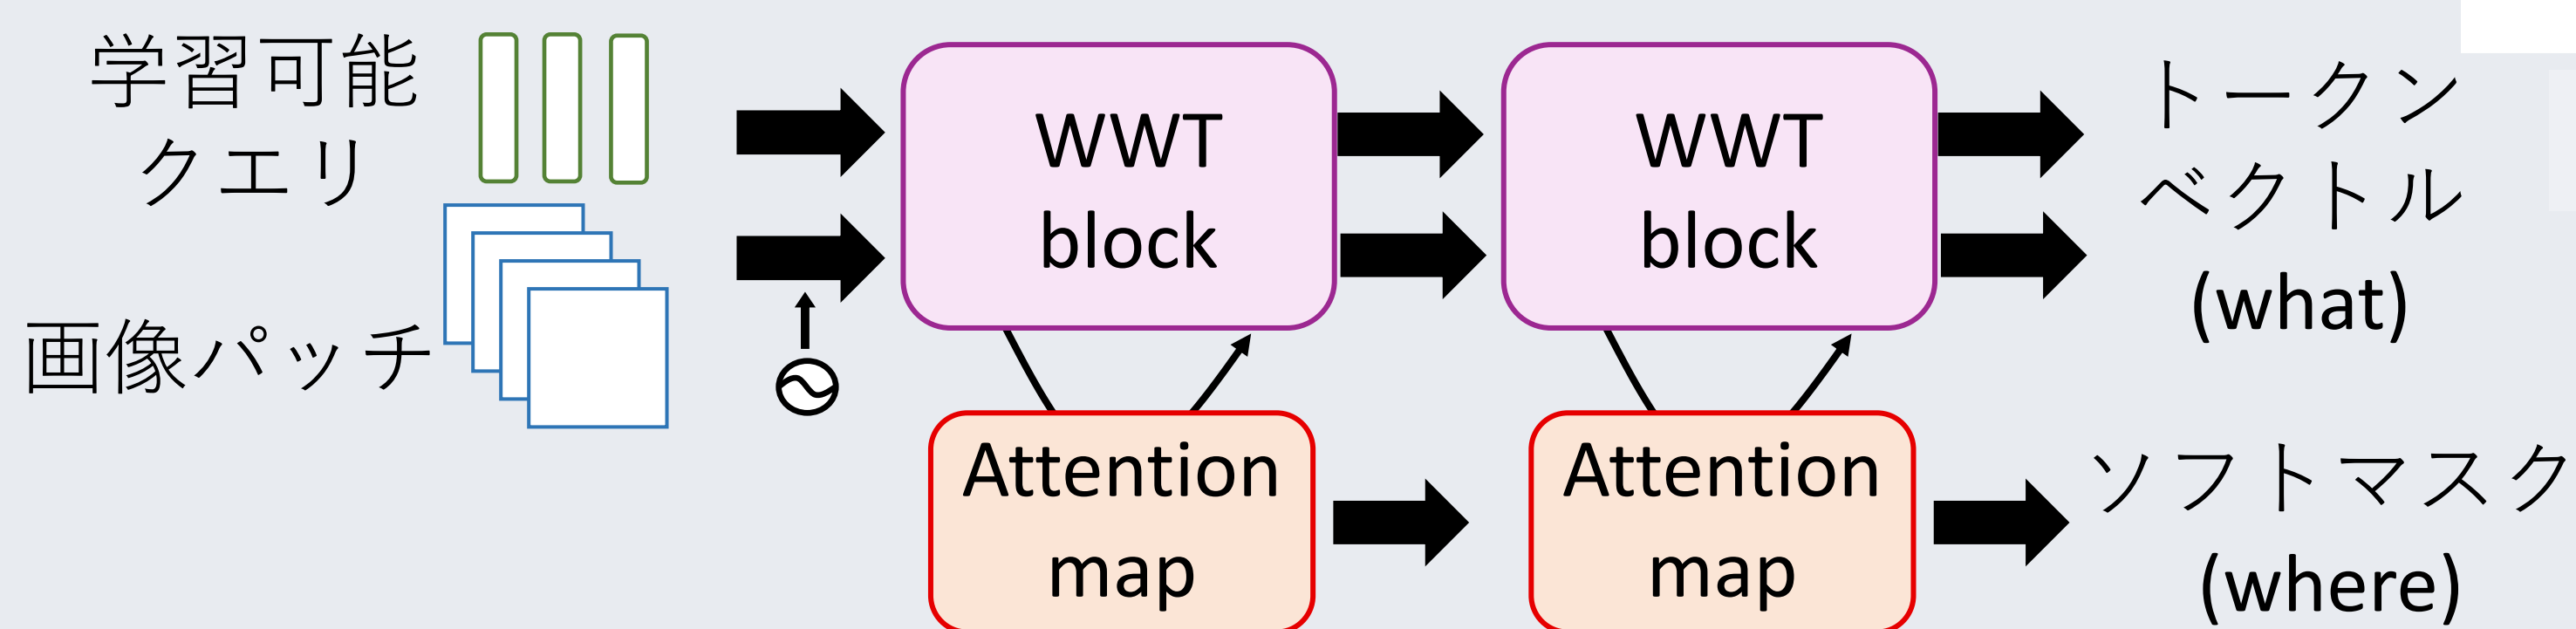 学習可能
クエリ
画像パッチ
WWT
block
Attention
map
WWT
block
Attention
map
トークン
ベクトル
(what)
ソフトマスク
(where)